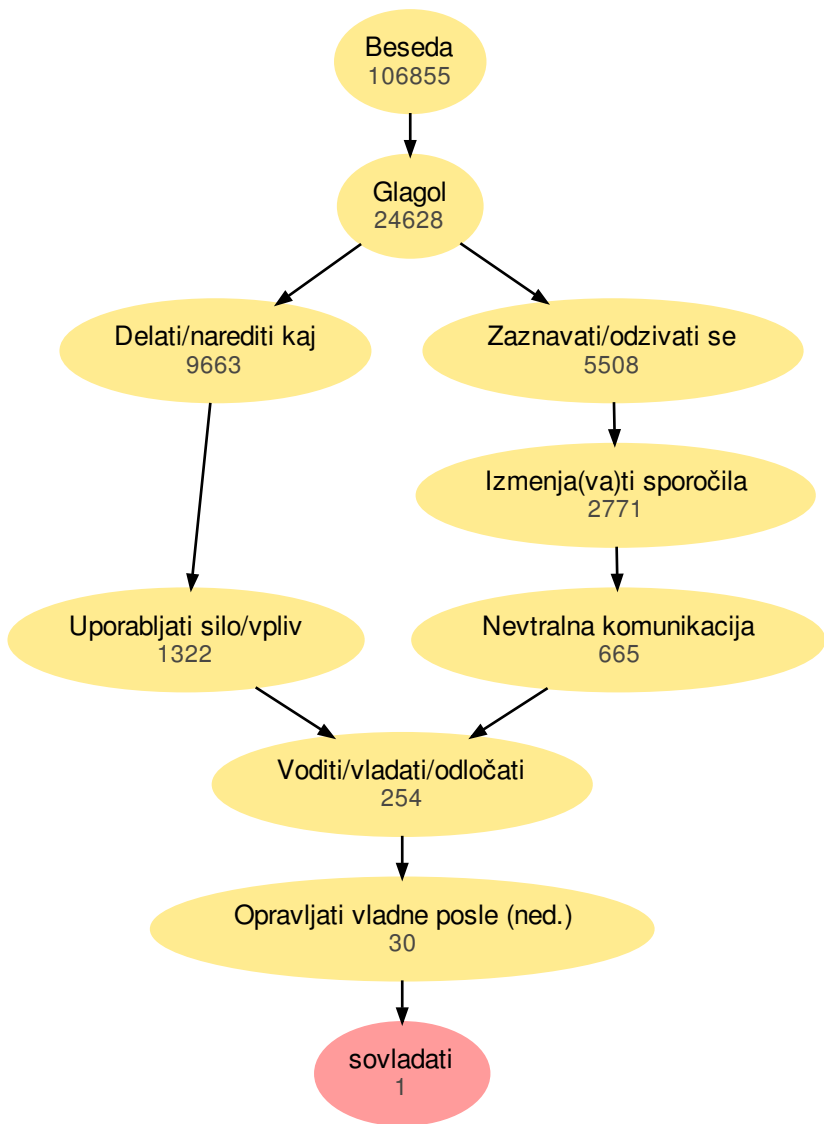 Beseda
106855
Glagol
24628
Delati/narediti kaj
9663
Zaznavati/odzivati se
5508
Izmenja(va)ti sporočila
2771
Uporabljati silo/vpliv
1322
Nevtralna komunikacija
665
Voditi/vladati/odločati
254
Opravljati vladne posle (ned.)
30
sovladati
1